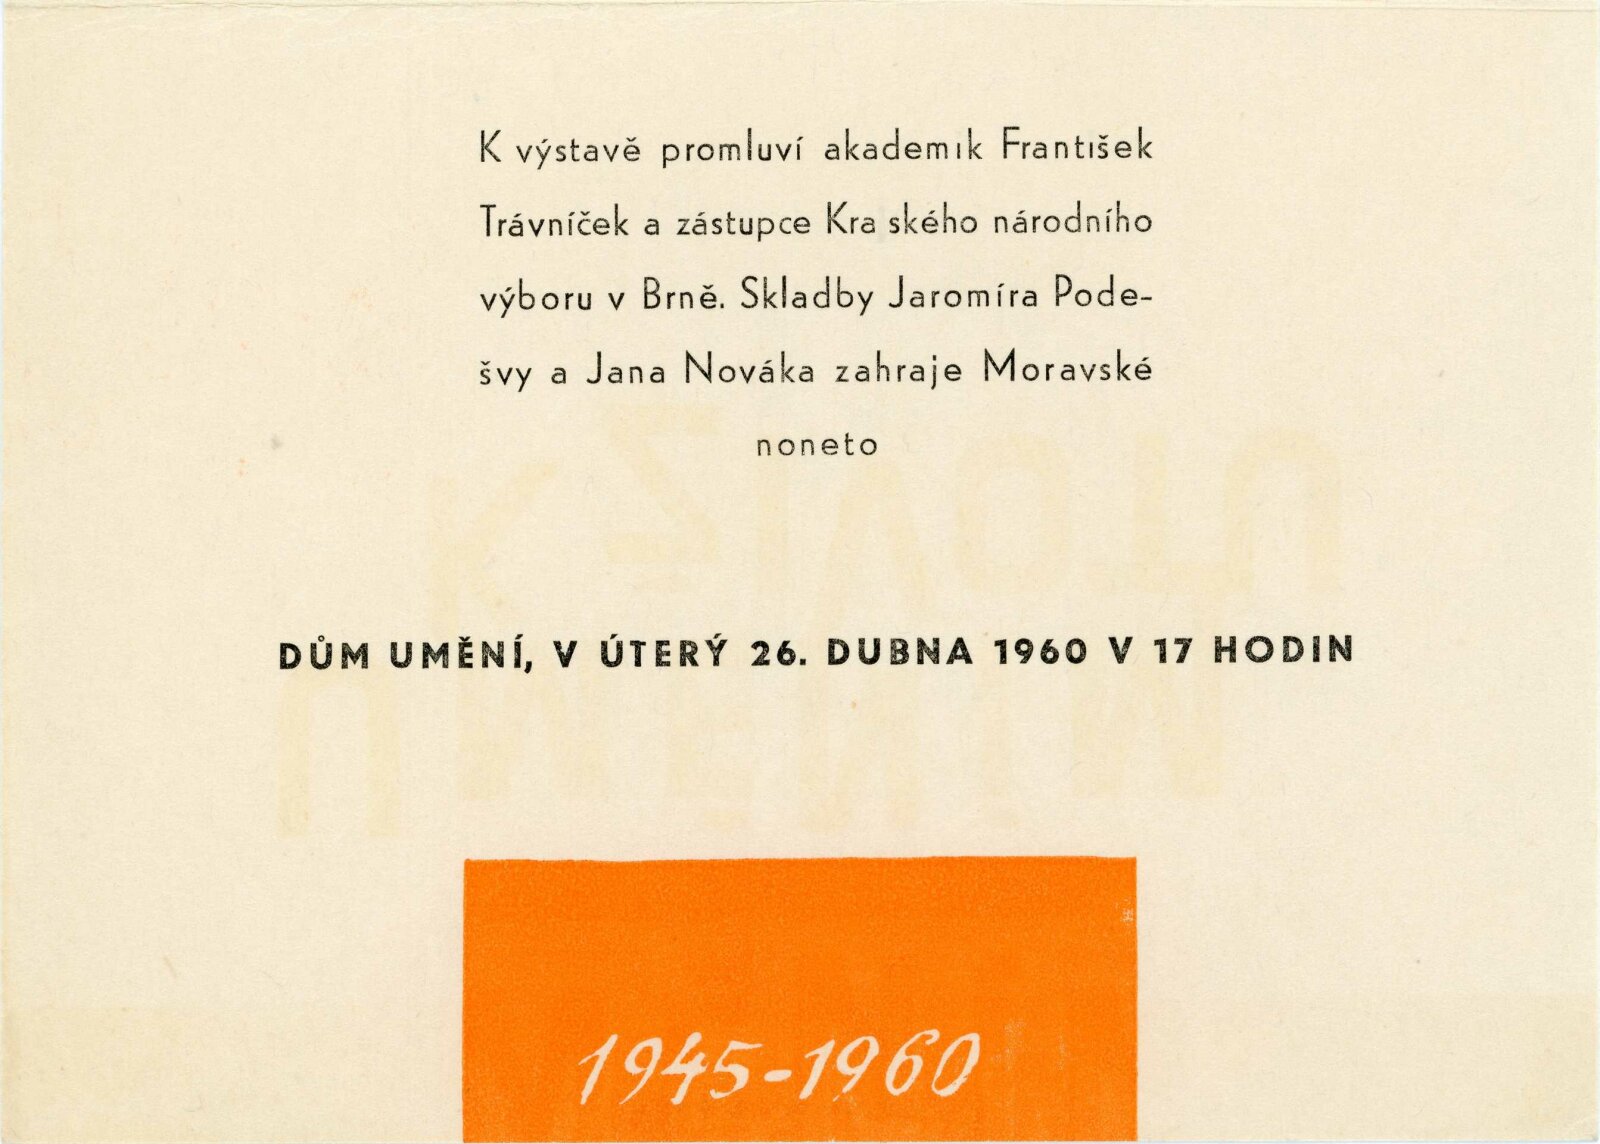 K výstavě promluví akademik František
Trávníček a zástupce Kra ského národního
výboru v Brně. Skladby Jaromíra Pode-
švy a Jana Nováka zahraje Moravské
noneto
DŮM UMĚNÍ, V ÚTERÝ 26. DUBNA 1960 V 17 HODIN
1945-1960